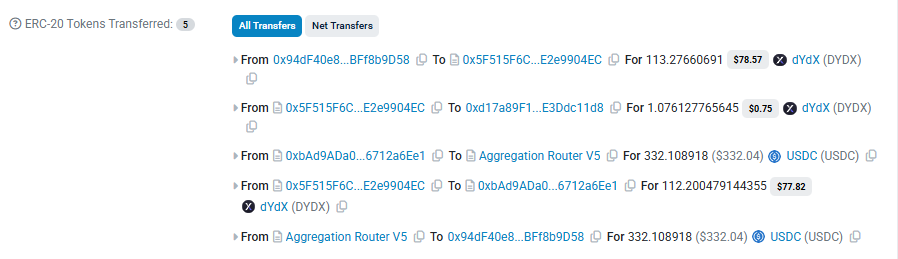 ERC-20 Tokens Transferred: 5
All Transfers Net Transfers
From 0x94dF40e8...BFf8b9D58 To 0x5F515F6C...E2e9904EC For 113.27660691 $78.57 dYdX (DYDX)
From 0x5F515F6C...E2e9904EC To 0xd17a89F1...E3Ddc11d8 For 1.076127765645 $0.75 dYdX (DYDX)
From 0xbAd9ADa0...6712a6Ee1 To Aggregation Router V5 For 332.108918 ($332.04) USDC (USDC)
From 0x5F515F6C...E2e9904EC To 0xbAd9ADa0...6712a6Ee1 For 112.200479144355 $77.82
dYdX (DYDX)
From Aggregation Router V5 To 0x94dF40e8...BFf8b9D58 For 332.108918 ($332.04) USDC (USDC)